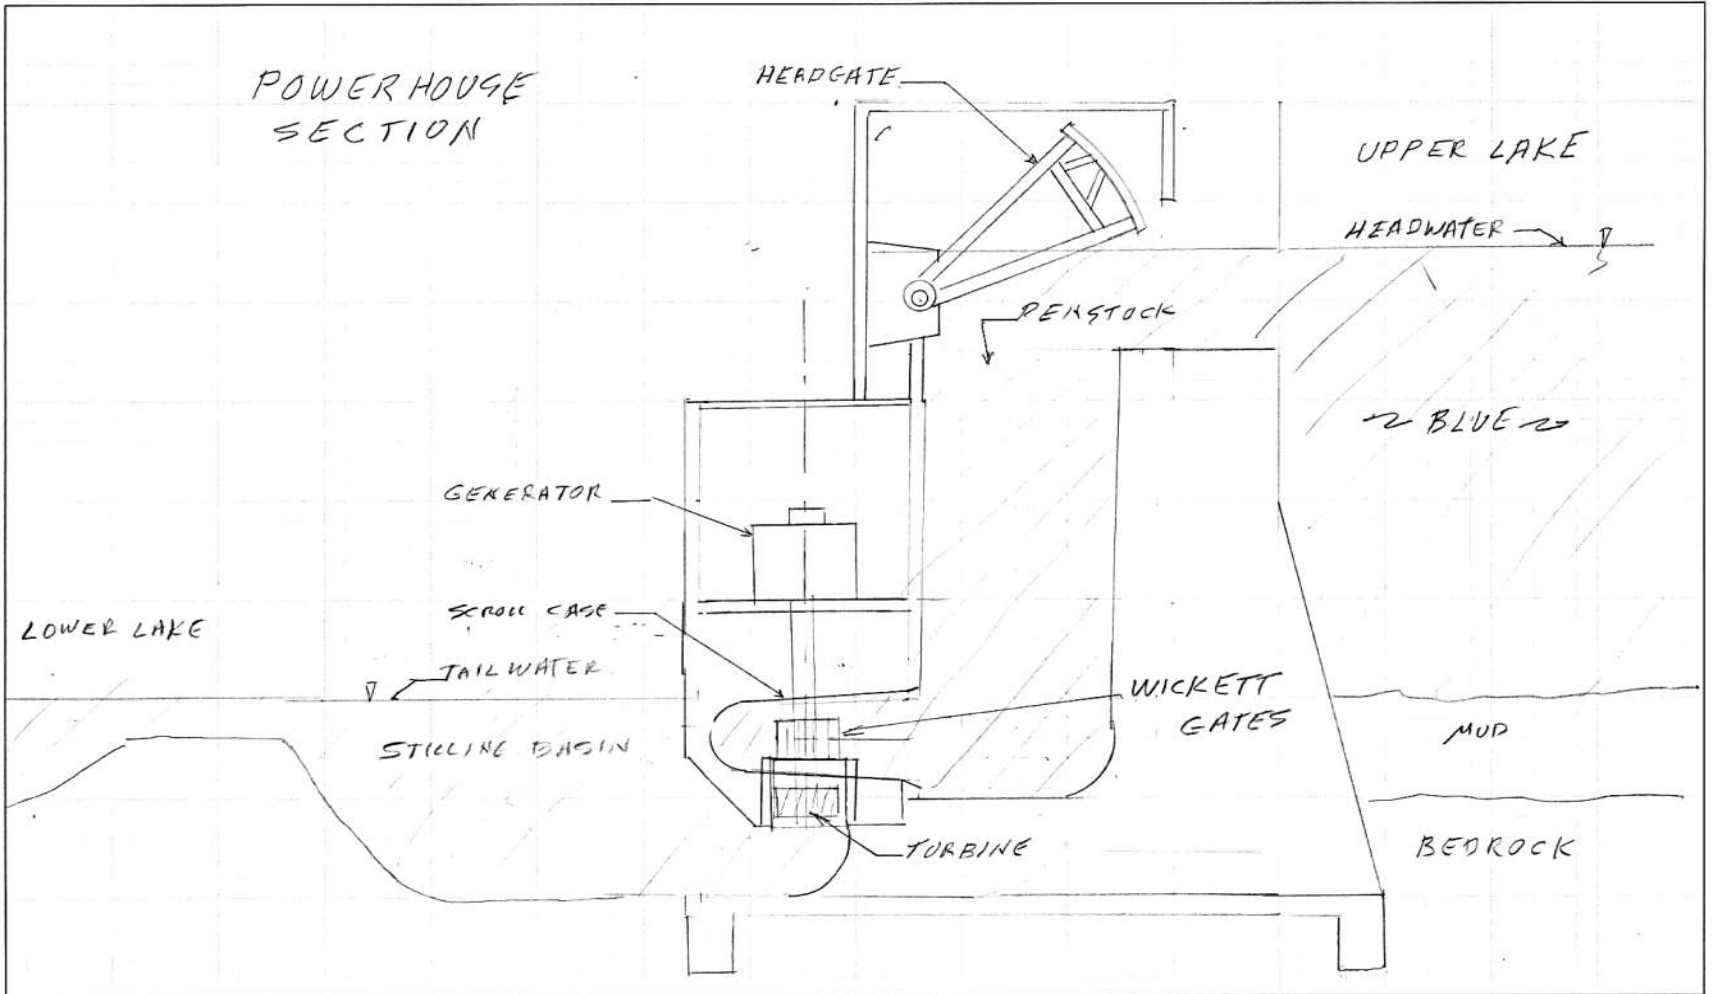 POWERHOUSE
SECTION
HEADGATE
UPPER LAKE
HEADWATER
PENSTOCK
~ BLUE ~
GENERATOR
SCROLL CASE
LOWER LAKE
TAILWATER
WICKETT
GATES
STILLING BASIN
MUD
TURBINE
BEDROCK